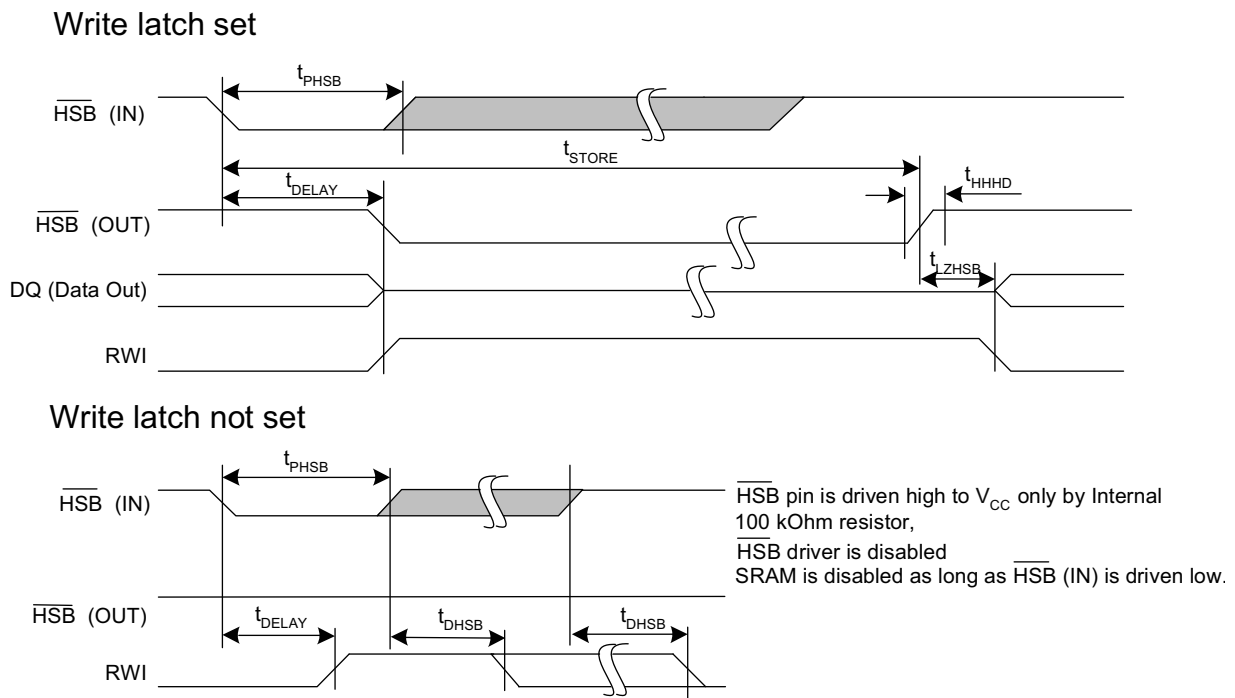 Write latch set
tPHSB
HSB (IN)
tSTORE
tDELAY
tHHHD
HSB (OUT)
tLZHSB
DQ (Data Out)
RWI
Write latch not set
tPHSB
HSB (IN)
HSB pin is driven high to VCC only by Internal
100 kOhm resistor,
HSB driver is disabled
SRAM is disabled as long as HSB (IN) is driven low.
HSB (OUT)
tDELAY
tDHSB
tDHSB
RWI